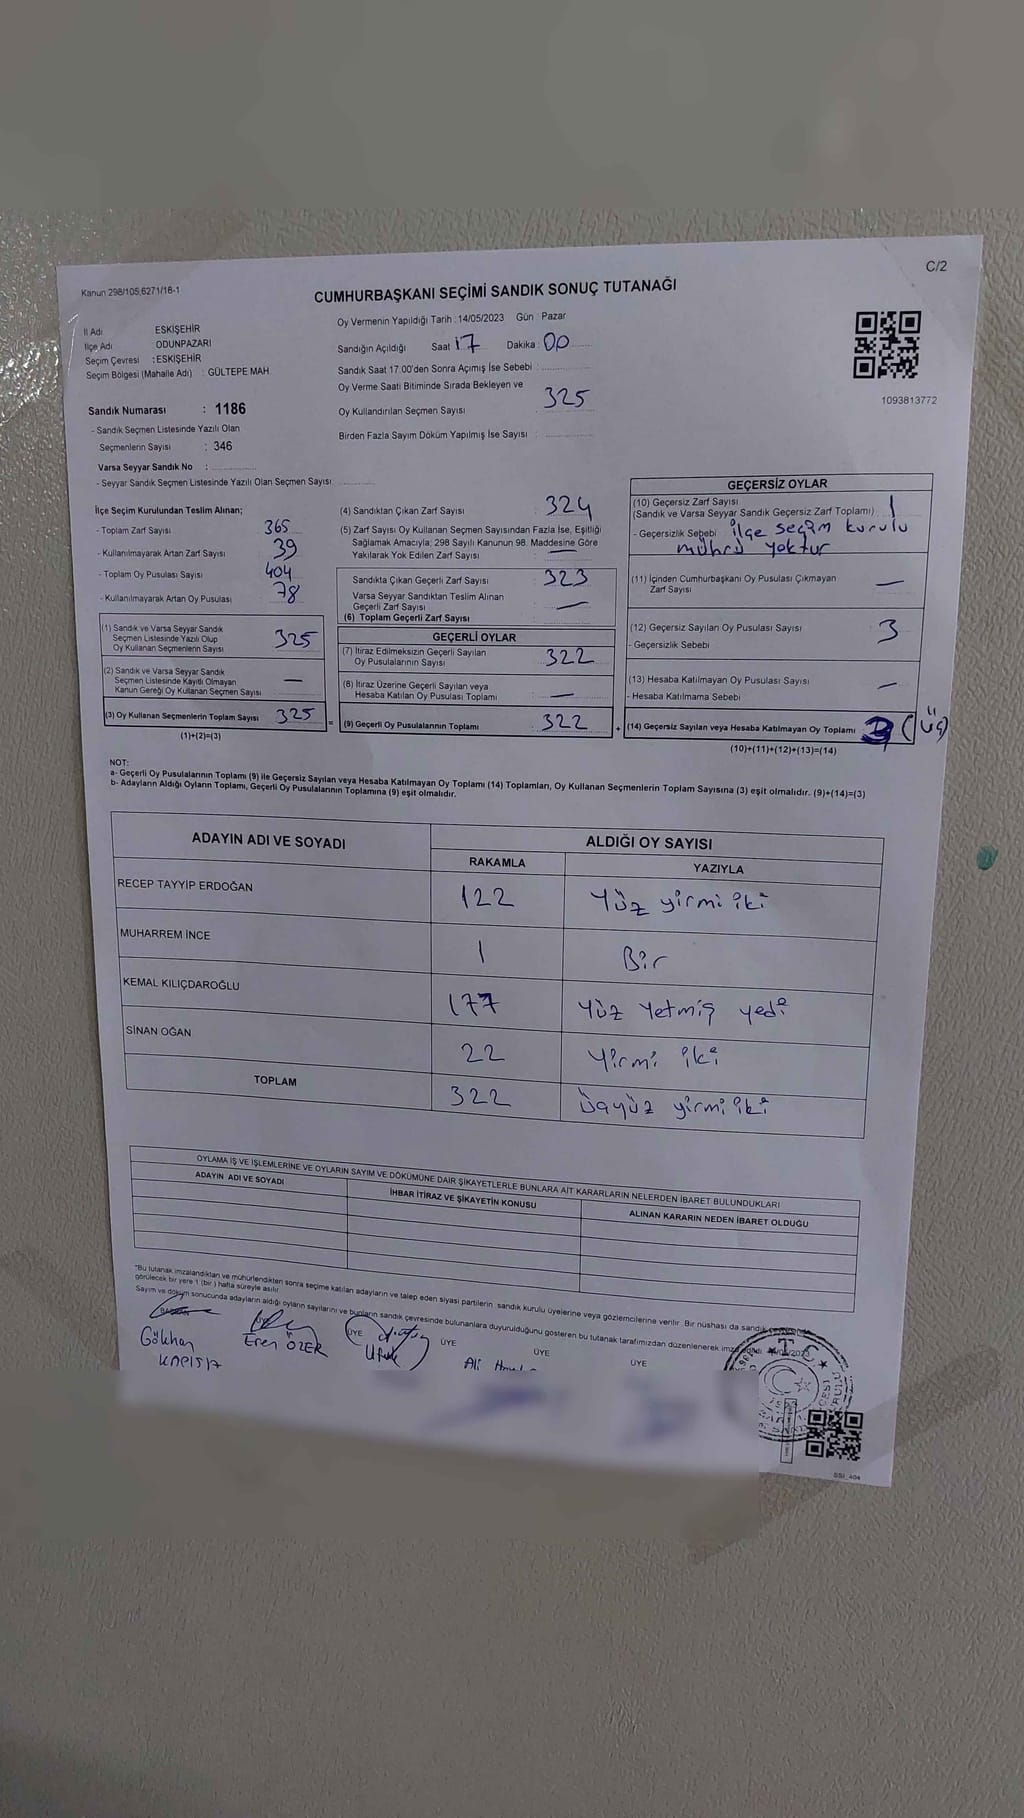 C/2
Kanun 298/105,6271/18-1
CUMHURBAŞKANI SEÇİMİ SANDIK SONUÇ TUTANAĞI
İl Adı ESKİŞEHİR
İlçe Adı ODUNPAZARI
Seçim Çevresi : ESKİŞEHİR
Seçim Bölgesi (Mahalle Adı) : GÜLTEPE MAH.
Sandık Numarası : 1186
- Sandık Seçmen Listesinde Yazılı Olan
Seçmenlerin Sayısı : 346
Varsa Seyyar Sandık No :
- Seyyar Sandık Seçmen Listesinde Yazılı Olan Seçmen Sayısı:
Oy Vermenin Yapıldığı Tarih : 14/05/2023 Gün : Pazar
Sandığın Açıldığı Saat 17 Dakika : 00
Sandık Saat 17.00'den Sonra Açımış İse Sebebi :
Oy Verme Saati Bitiminde Sırada Bekleyen ve
Oy Kullandırılan Seçmen Sayısı : 325
Birden Fazla Sayım Döküm Yapılmış İse Sayısı :
1093813772
İlçe Seçim Kurulundan Teslim Alınan;
- Toplam Zarf Sayısı 365
- Kullanılmayarak Artan Zarf Sayısı 39
- Toplam Oy Pusulası Sayısı 404
- Kullanılmayarak Artan Oy Pusulası 78
(1) Sandık ve Varsa Seyyar Sandık
Seçmen Listesinde Yazılı Olup
Oy Kullanan Seçmenlerin Sayısı 325
(2) Sandık ve Varsa Seyyar Sandık
Seçmen Listesinde Kayıtlı Olmayan
Kanun Gereği Oy Kullanan Seçmen Sayısı —
(3) Oy Kullanan Seçmenlerin Toplam Sayısı 325
(1)+(2)=(3)
(4) Sandıktan Çıkan Zarf Sayısı 324
(5) Zarf Sayısı Oy Kullanan Seçmen Sayısından Fazla İse, Eşitliği
Sağlamak Amacıyla; 298 Sayılı Kanunun 98. Maddesine Göre
Yakılarak Yok Edilen Zarf Sayısı : —
Sandıkta Çıkan Geçerli Zarf Sayısı 323
Varsa Seyyar Sandıktan Teslim Alınan
Geçerli Zarf Sayısı —
(6) Toplam Geçerli Zarf Sayısı
GEÇERLİ OYLAR
(7) İtiraz Edilmeksizin Geçerli Sayılan
Oy Pusulalarının Sayısı 322
(8) İtiraz Üzerine Geçerli Sayılan veya
Hesaba Katılan Oy Pusulası Toplamı —
=
(9) Geçerli Oy Pusulalarının Toplamı 322
+
GEÇERSİZ OYLAR
(10) Geçersiz Zarf Sayısı
(Sandık ve Varsa Seyyar Sandık Geçersiz Zarf Toplamı) : 1
- Geçersizlik Sebebi ilçe seçim kurulu
mührü yoktur
(11) İçinden Cumhurbaşkanı Oy Pusulası Çıkmayan
Zarf Sayısı —
(12) Geçersiz Sayılan Oy Pusulası Sayısı 3
- Geçersizlik Sebebi
(13) Hesaba Katılmayan Oy Pusulası Sayısı —
- Hesaba Katılmama Sebebi
(14) Geçersiz Sayılan veya Hesaba Katılmayan Oy Toplamı 3 (üç)
(10)+(11)+(12)+(13)=(14)
NOT:
a- Geçerli Oy Pusulalarının Toplamı (9) ile Geçersiz Sayılan veya Hesaba Katılmayan Oy Toplamı (14) Toplamları, Oy Kullanan Seçmenlerin Toplam Sayısına (3) eşit olmalıdır. (9)+(14)=(3)
b- Adayların Aldığı Oyların Toplamı, Geçerli Oy Pusulalarının Toplamına (9) eşit olmalıdır.
ADAYIN ADI VE SOYADI ALDIĞI OY SAYISI
RAKAMLA YAZIYLA
RECEP TAYYİP ERDOĞAN 122 Yüz yirmi iki
MUHARREM İNCE 1 Bir
KEMAL KILIÇDAROĞLU 177 Yüz Yetmiş yedi
SİNAN OĞAN 22 Yirmi iki
TOPLAM 322 Üçyüz yirmi iki
OYLAMA İŞ VE İŞLEMLERİNE VE OYLARIN SAYIM VE DÖKÜMÜNE DAİR ŞİKAYETLERLE BUNLARA AİT KARARLARIN NELERDEN İBARET BULUNDUKLARI
ADAYIN ADI VE SOYADI İHBAR İTİRAZ VE ŞİKAYETİN KONUSU ALINAN KARARIN NEDEN İBARET OLDUĞU
*Bu tutanak imzalandıktan ve mühürlendikten sonra seçime katılan adayların ve talep eden siyasi partilerin sandık kurulu üyelerine veya gözlemcilerine verilir. Bir nüshası da sandık
görülecek bir yere 1 (bir) hafta süreyle asılır.
Sayım ve döküm sonucunda adayların aldığı oyların sayılarını ve bunların sandık çevresinde bulunanlara duyurulduğunu gösteren bu tutanak tarafımızdan düzenlenerek
BAŞKAN ÜYE ÜYE ÜYE ÜYE ÜYE
Gökhan Eren ÖZER Ufuk Ali
T.C.
SSI_404